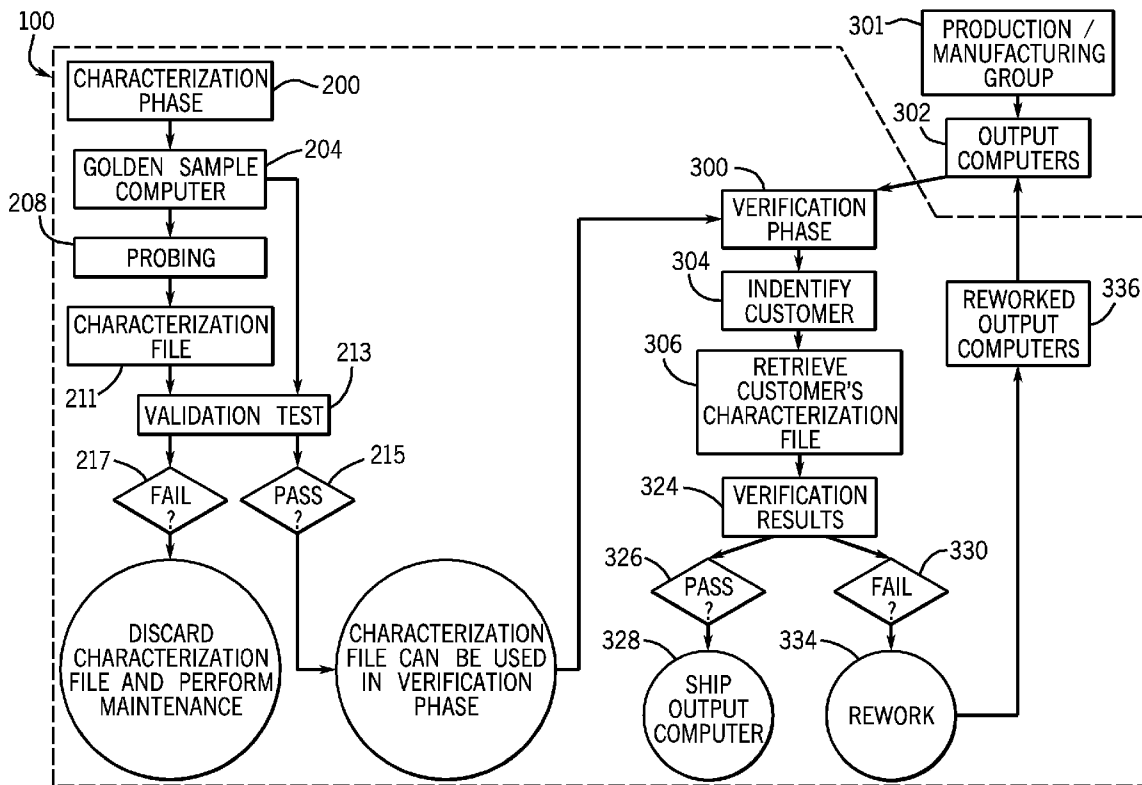 100
CHARACTERIZATION
PHASE
200
GOLDEN SAMPLE
COMPUTER
204
208
PROBING
CHARACTERIZATION
FILE
211
213
VALIDATION TEST
217
FAIL
?
215
PASS
?
DISCARD
CHARACTERIZATION
FILE AND PERFORM
MAINTENANCE
CHARACTERIZATION
FILE CAN BE USED
IN VERIFICATION
PHASE
301
PRODUCTION /
MANUFACTURING
GROUP
302
OUTPUT
COMPUTERS
300
VERIFICATION
PHASE
304
INDENTIFY
CUSTOMER
306
RETRIEVE
CUSTOMER'S
CHARACTERIZATION
FILE
324
VERIFICATION
RESULTS
326
PASS
?
330
FAIL
?
328
SHIP
OUTPUT
COMPUTER
334
REWORK
REWORKED
OUTPUT
COMPUTERS
336